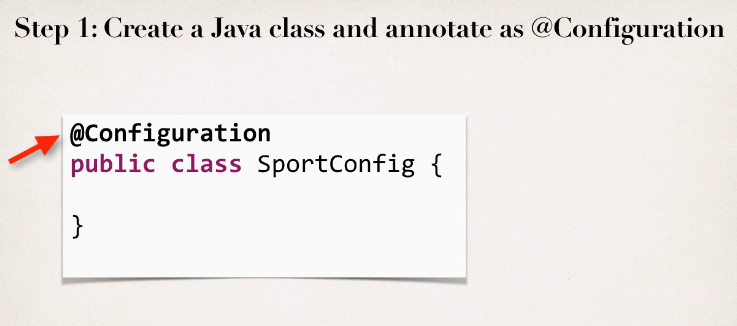 Step 1: Create a Java class and annotate as @Configuration
@Configuration
public class SportConfig {
}